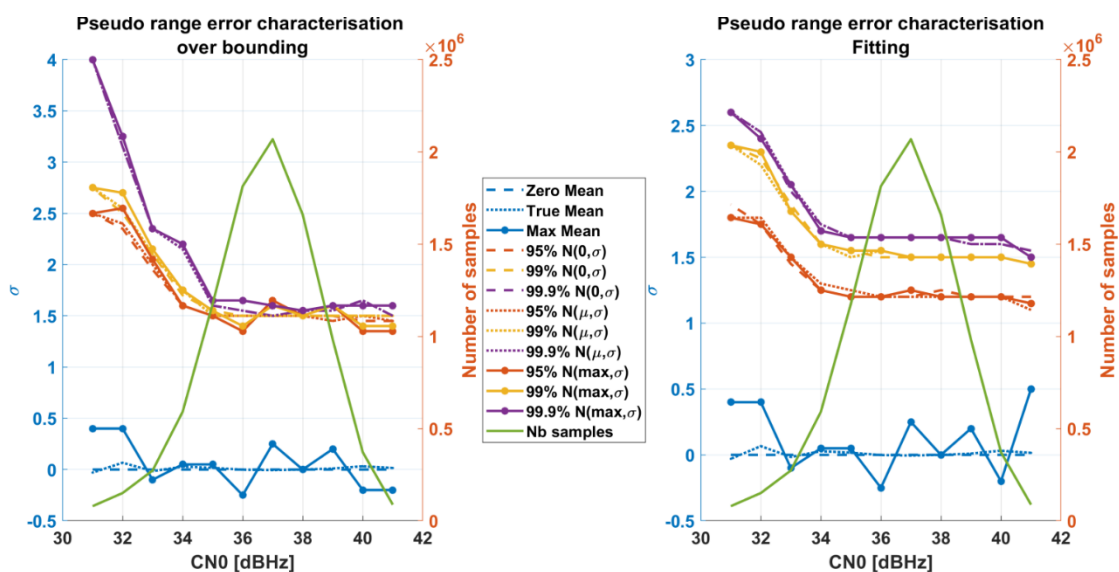 Pseudo range error characterisation
over bounding
×10⁶
4
3.5
3
2.5
2
1.5
1
0.5
0
-0.5
σ
2.5
2
1.5
1
0.5
0
Number of samples
30
32
34
36
38
40
42
CN0 [dBHz]
Zero Mean
True Mean
Max Mean
95% N(0,σ)
99% N(0,σ)
99.9% N(0,σ)
95% N(μ,σ)
99% N(μ,σ)
99.9% N(μ,σ)
95% N(max,σ)
99% N(max,σ)
99.9% N(max,σ)
Nb samples
Pseudo range error characterisation
Fitting
×10⁶
3
2.5
2
1.5
1
0.5
0
-0.5
σ
2.5
2
1.5
1
0.5
0
Number of samples
30
32
34
36
38
40
42
CN0 [dBHz]